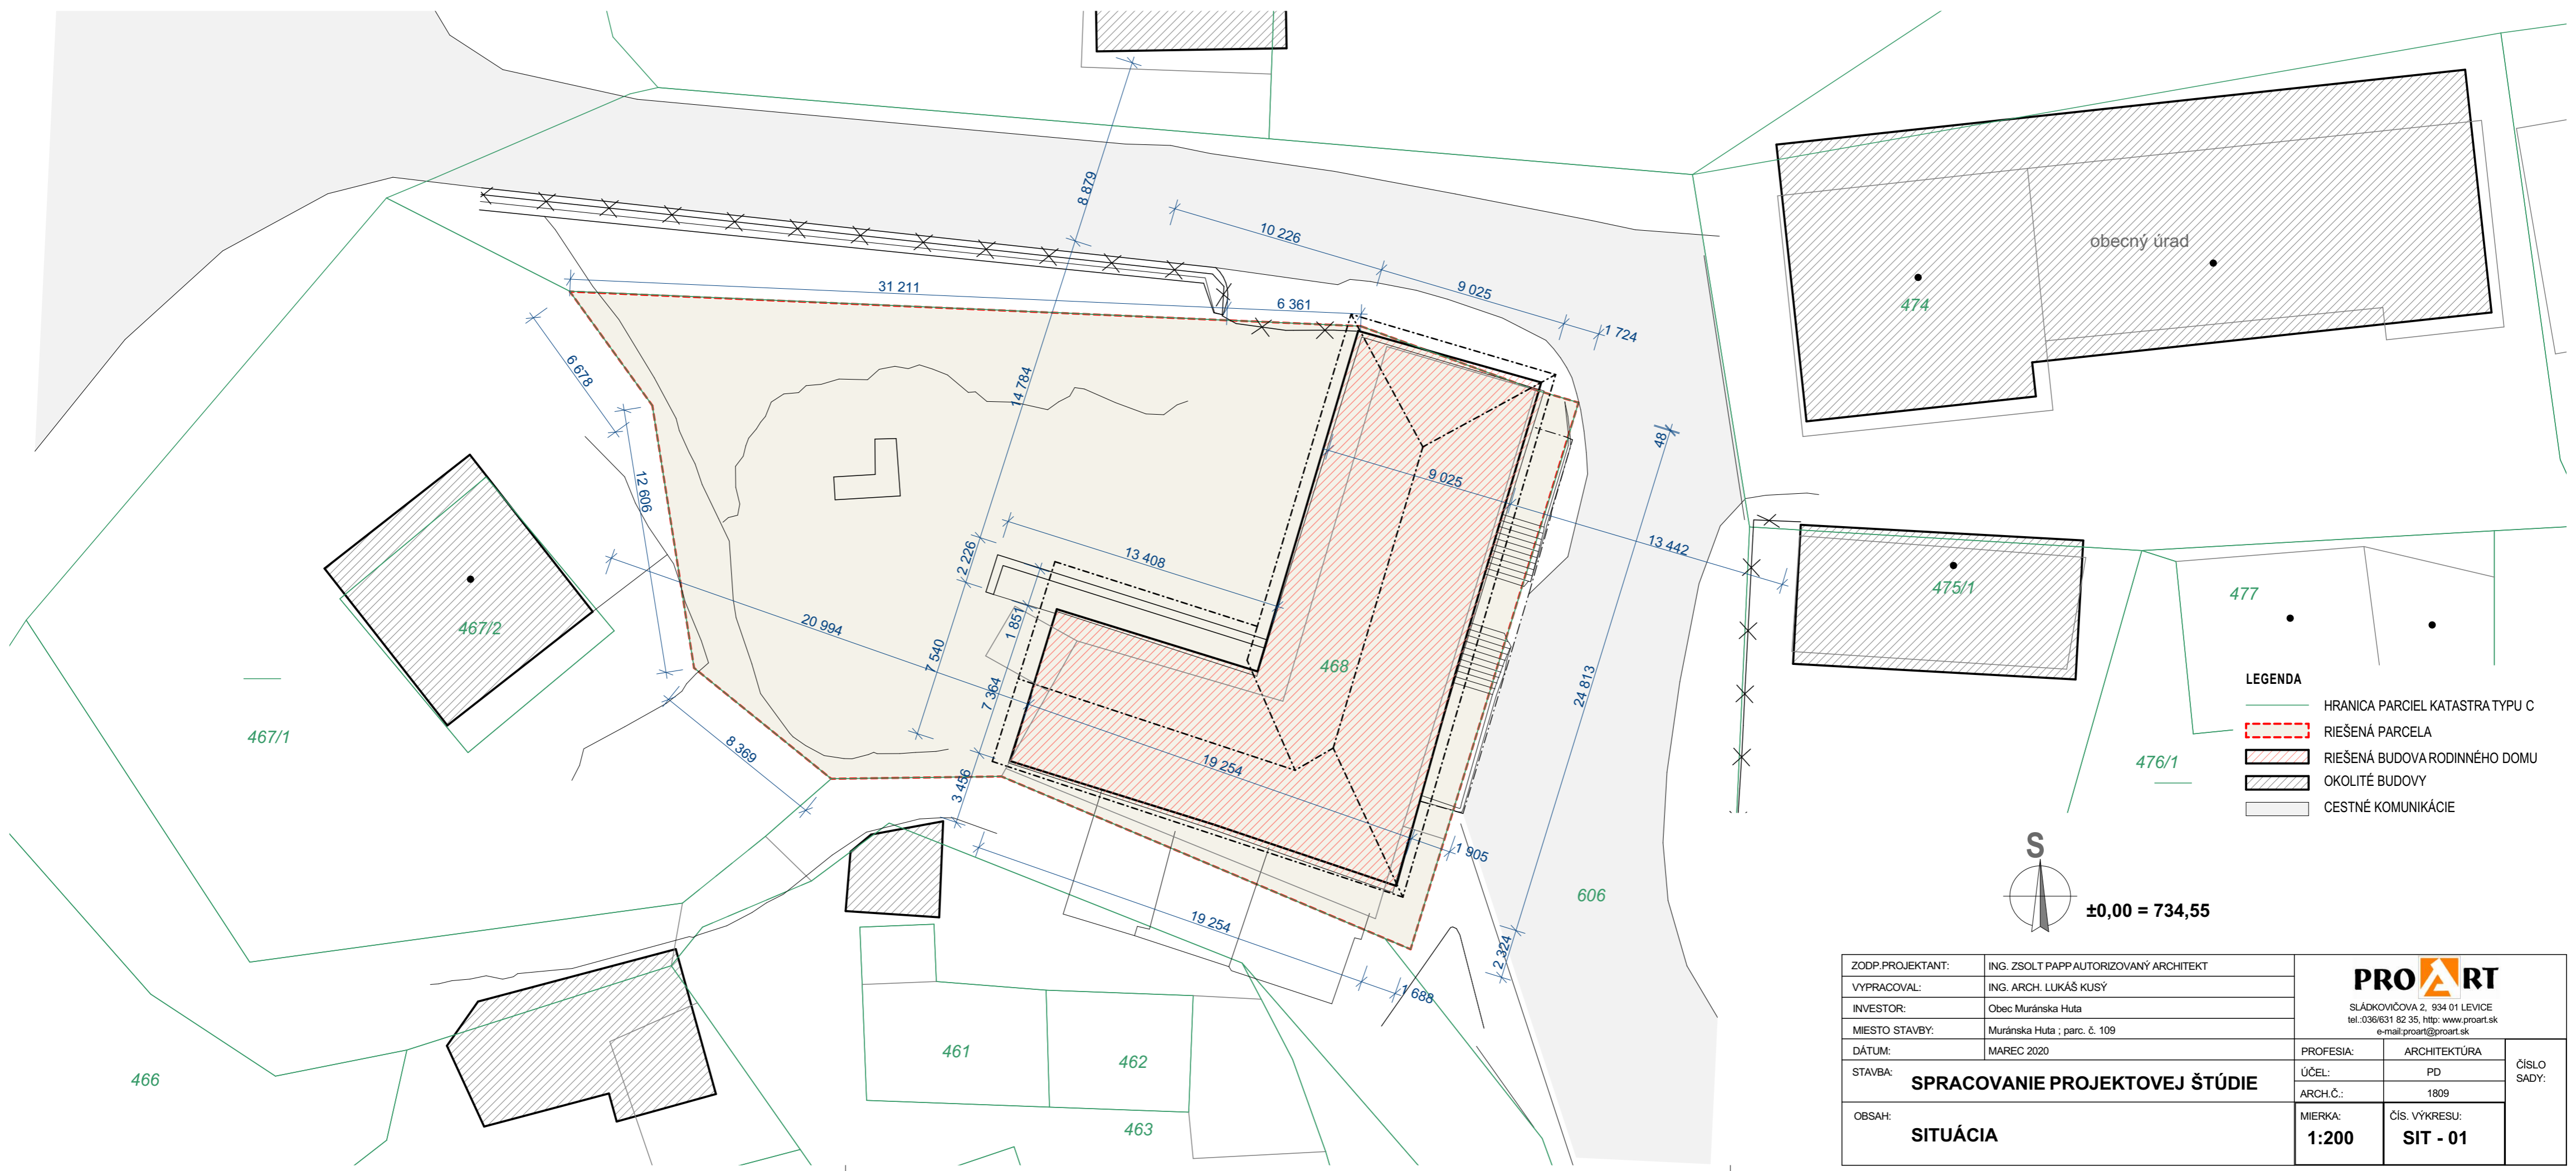 8 879
10 226
9 025
1 724
31 211
6 361
obecný úrad
474
6 678
14 784
12 606
48
9 025
13 442
2 226
13 408
475/1
477
467/2
20 994
1 851
7 540
468
7 364
24 813
467/1
8 369
3 456
19 254
1 905
476/1
LEGENDA
HRANICA PARCIEL KATASTRA TYPU C
RIEŠENÁ PARCELA
RIEŠENÁ BUDOVA RODINNÉHO DOMU
OKOLITÉ BUDOVY
CESTNÉ KOMUNIKÁCIE
S
±0,00 = 734,55
606
19 254
2 324
1 688
461
462
463
466
ZODP.PROJEKTANT: ING. ZSOLT PAPP AUTORIZOVANÝ ARCHITEKT
VYPRACOVAL: ING. ARCH. LUKÁŠ KUSÝ
INVESTOR: Obec Muránska Huta
MIESTO STAVBY: Muránska Huta ; parc. č. 109
DÁTUM: MAREC 2020
STAVBA: SPRACOVANIE PROJEKTOVEJ ŠTÚDIE
OBSAH: SITUÁCIA
PROART
SLÁDKOVIČOVA 2, 934 01 LEVICE
tel.:036/631 82 35, http: www.proart.sk
e-mail:proart@proart.sk
PROFESIA: ARCHITEKTÚRA
ÚČEL: PD
ARCH.Č.: 1809
MIERKA: 1:200
ČÍS. VÝKRESU: SIT - 01
ČÍSLO
SADY: